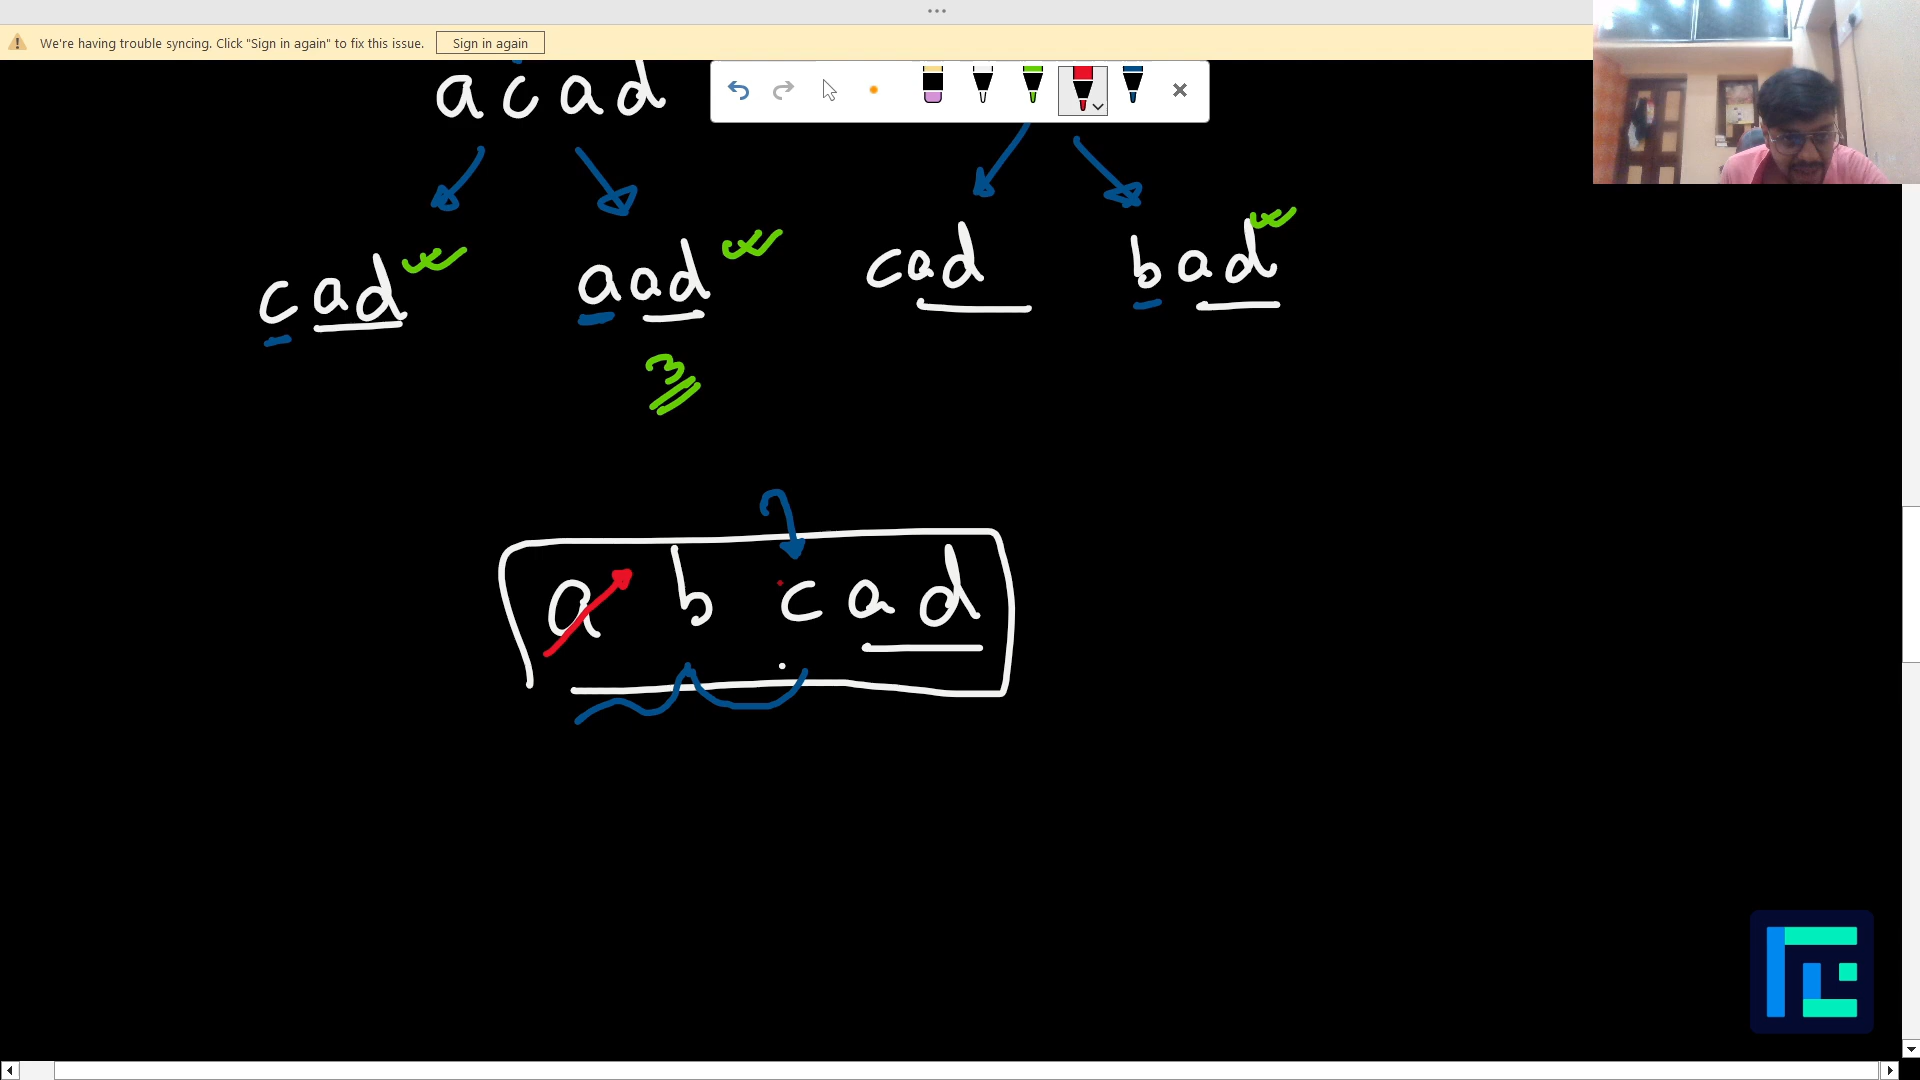 We're having trouble syncing. Click "Sign in again" to fix this issue. Sign in again
acad
cad aad cad bad
3
a b c a d